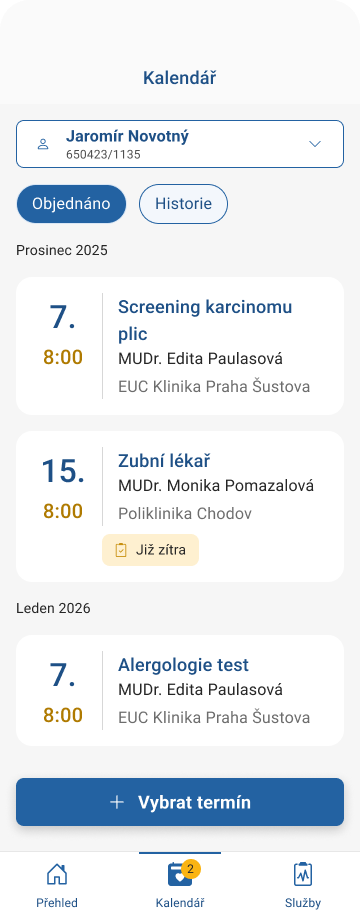 Kalendář
Jaromír Novotný
650423/1135
Objednáno
Historie
Prosinec 2025
7.
8:00
Screening karcinomu
plic
MUDr. Edita Paulasová
EUC Klinika Praha Šustova
15.
8:00
Zubní lékař
MUDr. Monika Pomazalová
Poliklinika Chodov
Již zítra
Leden 2026
7.
8:00
Alergologie test
MUDr. Edita Paulasová
EUC Klinika Praha Šustova
Vybrat termín
2
Přehled
Kalendář
Služby